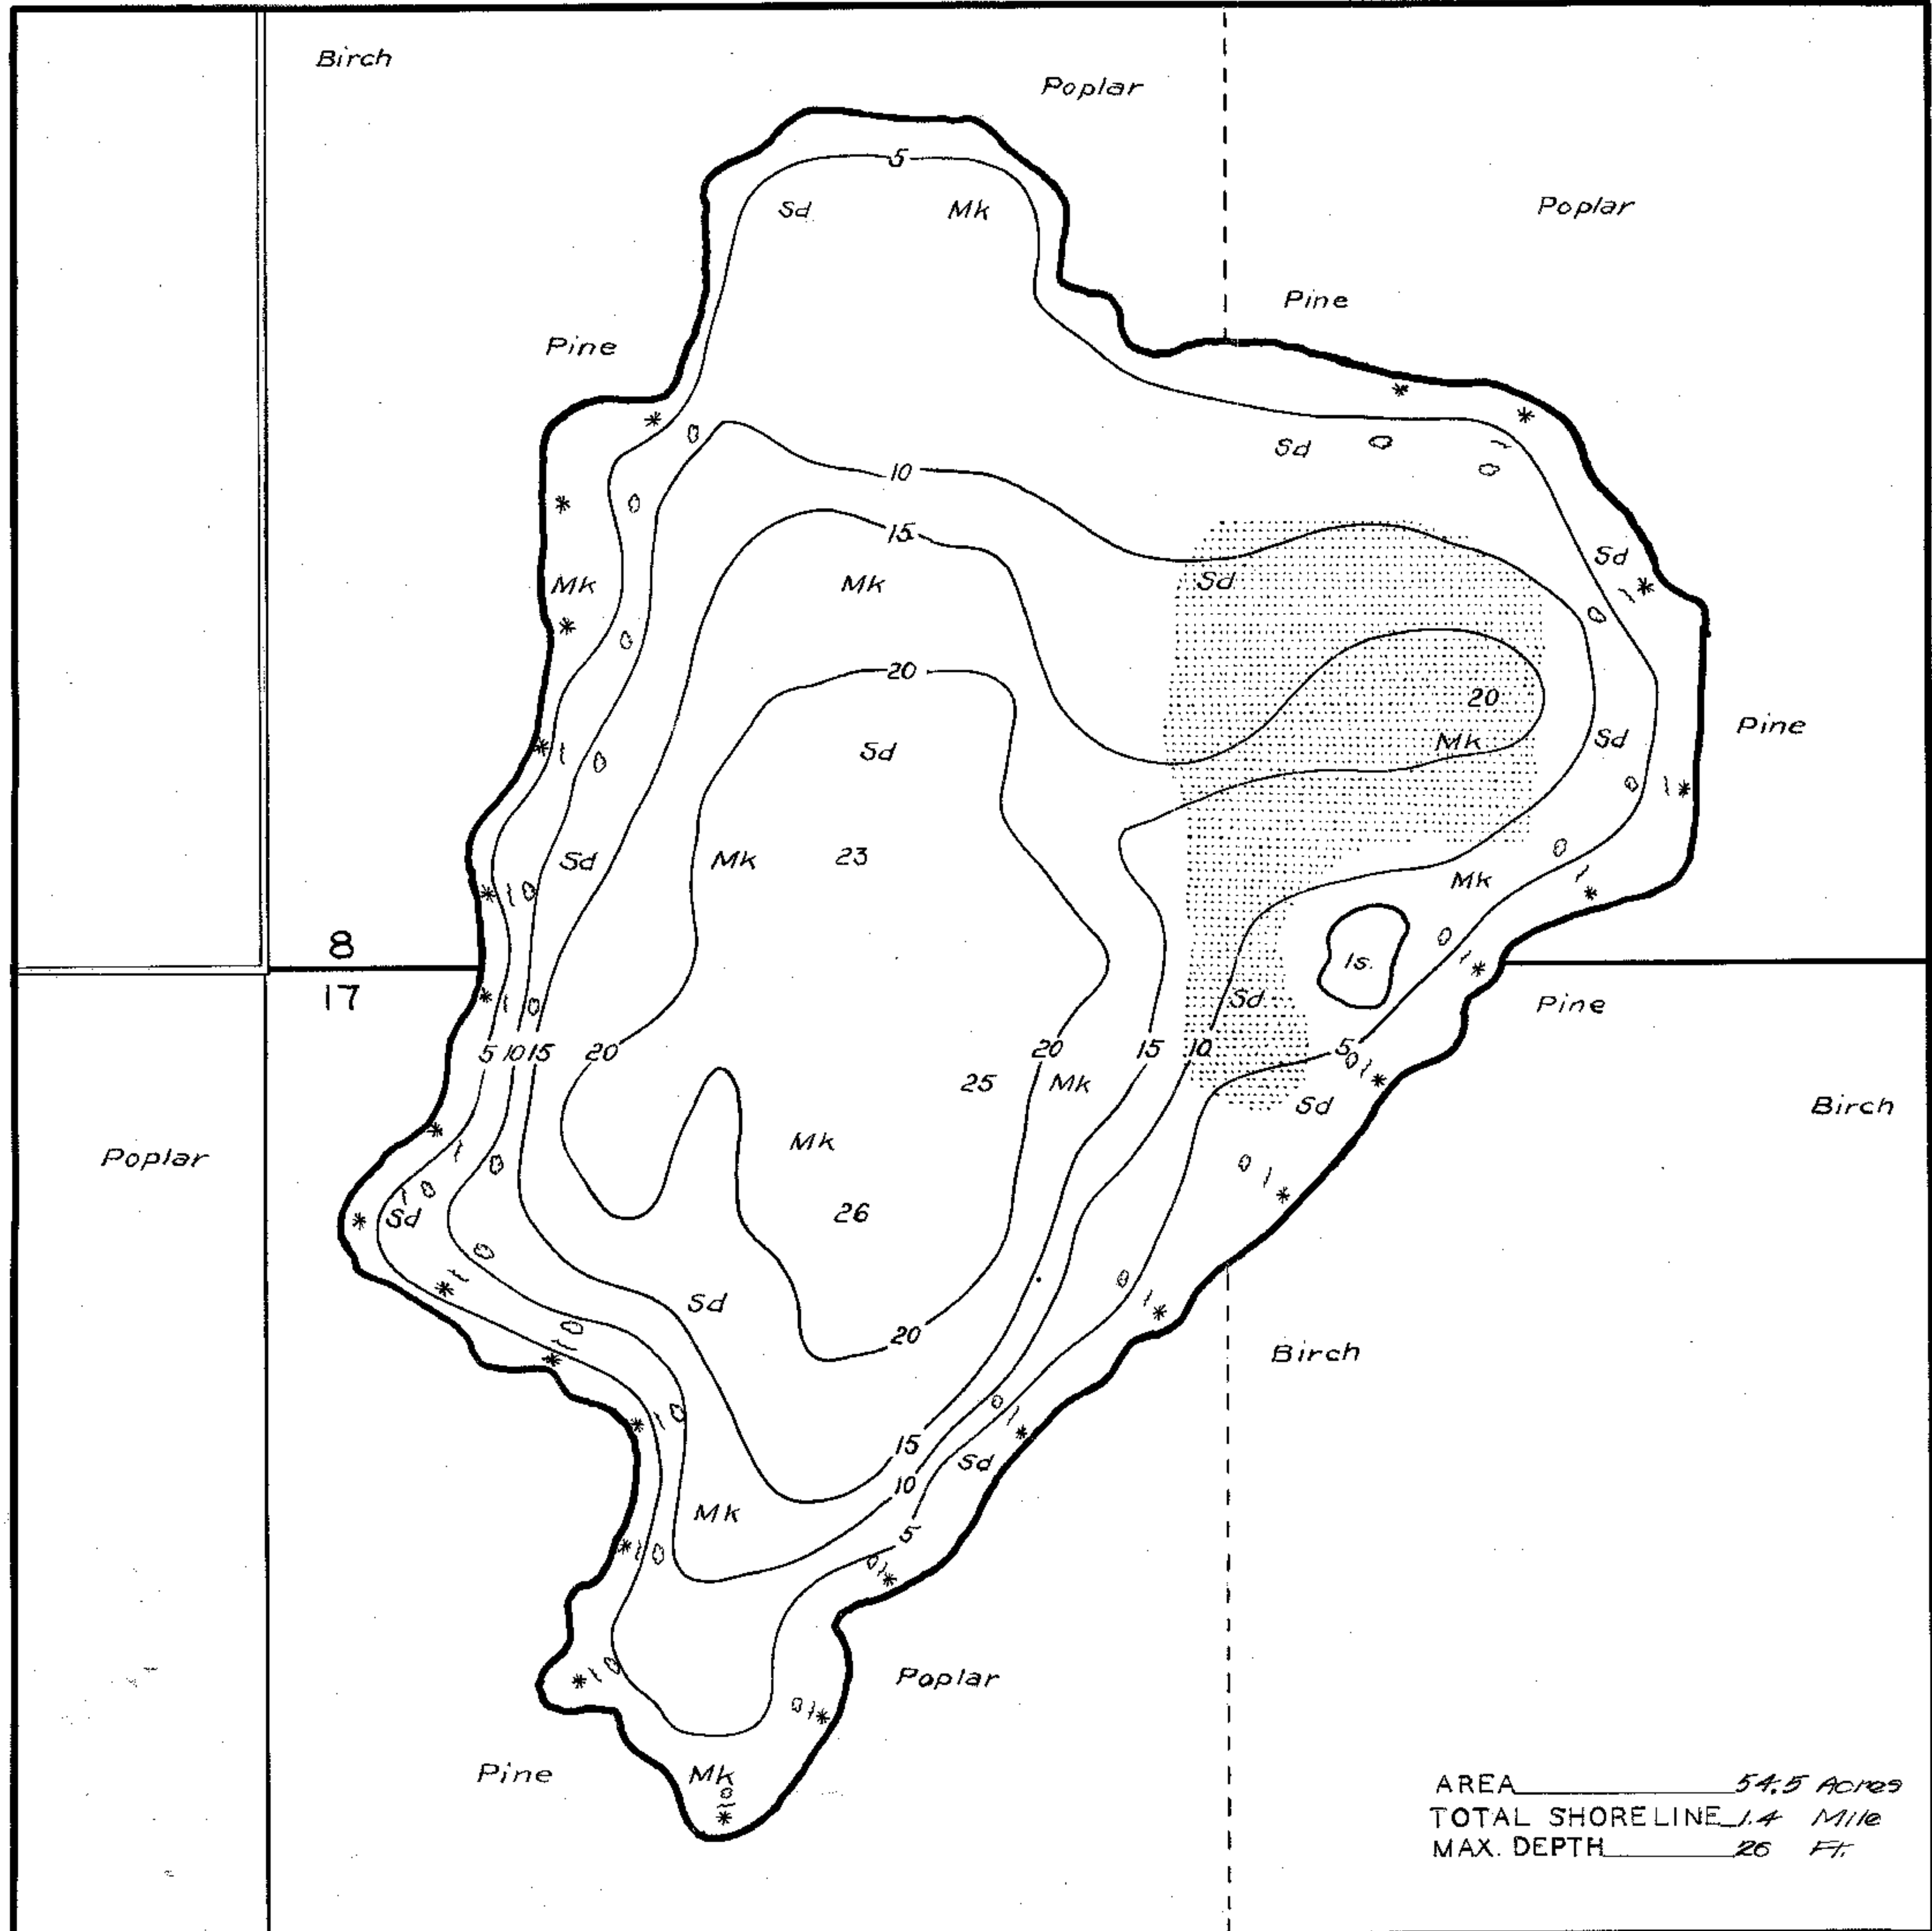 Birch
Poplar
5
Sd Mk
Poplar
Pine
Pine
Sd
10
15
Mk
Sd
Sd
Mk
20
20
Sd
Mk
Sd
Pine
Sd
Mk
23
Mk
8
Is.
17
Sd
Pine
5 10 15 20
20 15 10 5
25 Mk
Sd
Birch
Mk
Poplar
26
Sd
Sd
20
Birch
15
Sd
10
Mk
5
Poplar
Pine
Mk
AREA 54.5 Acres
TOTAL SHORELINE 1.4 Mile
MAX. DEPTH 26 Ft.